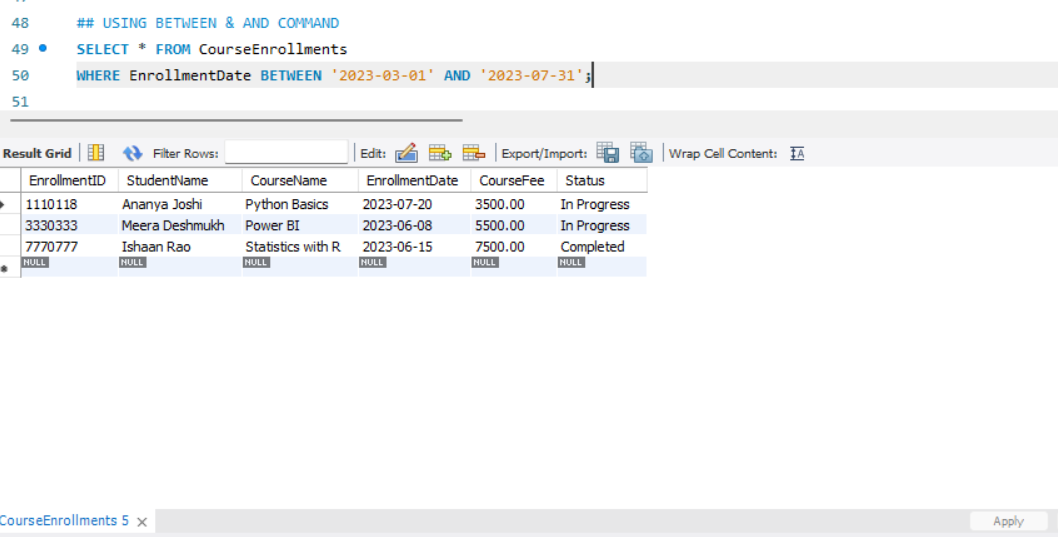 48 ## USING BETWEEN & AND COMMAND
49 SELECT * FROM CourseEnrollments
50 WHERE EnrollmentDate BETWEEN '2023-03-01' AND '2023-07-31';
51
Result Grid Filter Rows: Edit: Export/Import: Wrap Cell Content: IA
EnrollmentID StudentName CourseName EnrollmentDate CourseFee Status
1110118 Ananya Joshi Python Basics 2023-07-20 3500.00 In Progress
3330333 Meera Deshmukh Power BI 2023-06-08 5500.00 In Progress
7770777 Ishaan Rao Statistics with R 2023-06-15 7500.00 Completed
NULL NULL NULL NULL NULL NULL
CourseEnrollments 5 Apply